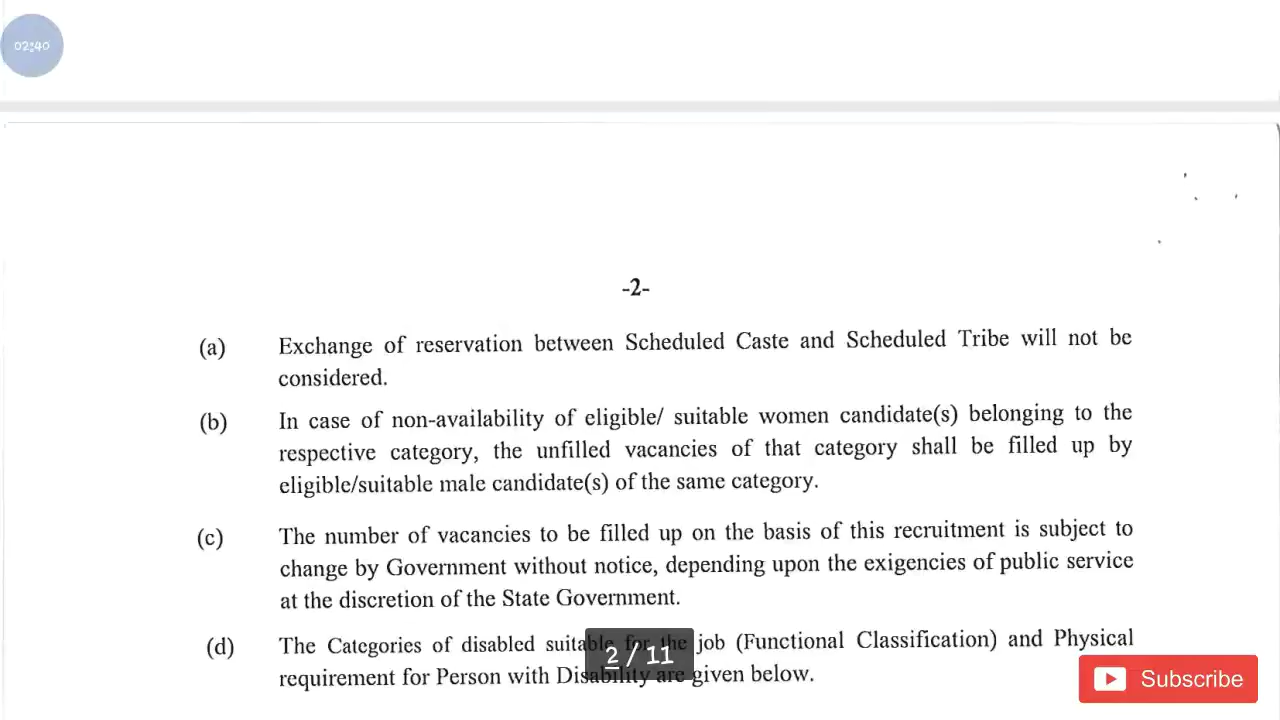 02:40
-2-
(a) Exchange of reservation between Scheduled Caste and Scheduled Tribe will not be
considered.
(b) In case of non-availability of eligible/ suitable women candidate(s) belonging to the
respective category, the unfilled vacancies of that category shall be filled up by
eligible/suitable male candidate(s) of the same category.
(c) The number of vacancies to be filled up on the basis of this recruitment is subject to
change by Government without notice, depending upon the exigencies of public service
at the discretion of the State Government.
(d) The Categories of disabled suitable for the job (Functional Classification) and Physical
requirement for Person with Disability are given below.
2 / 11
Subscribe